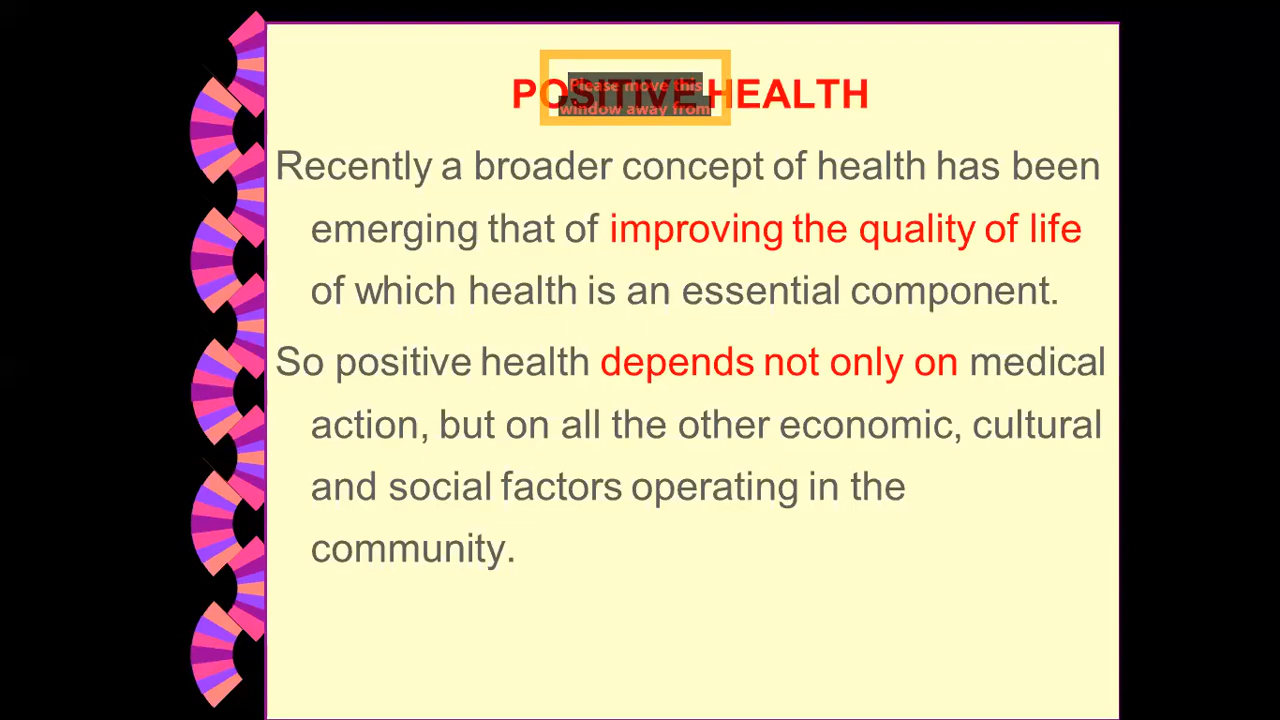 POSITIVE HEALTH
Please move this
window away from
Recently a broader concept of health has been
emerging that of improving the quality of life
of which health is an essential component.
So positive health depends not only on medical
action, but on all the other economic, cultural
and social factors operating in the
community.